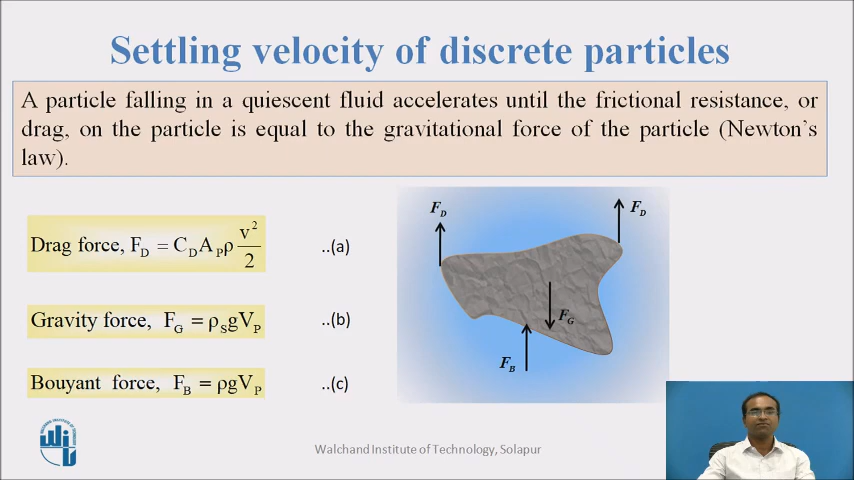 Settling velocity of discrete particles
A particle falling in a quiescent fluid accelerates until the frictional resistance, or
drag, on the particle is equal to the gravitational force of the particle (Newton's
law).
Drag force, F_D = C_D A_P ρ v²/2 ..(a)
Gravity force, F_G = ρ_S g V_P ..(b)
Bouyant force, F_B = ρ g V_P ..(c)
F_D
F_D
F_G
F_B
Walchand Institute of Technology, Solapur